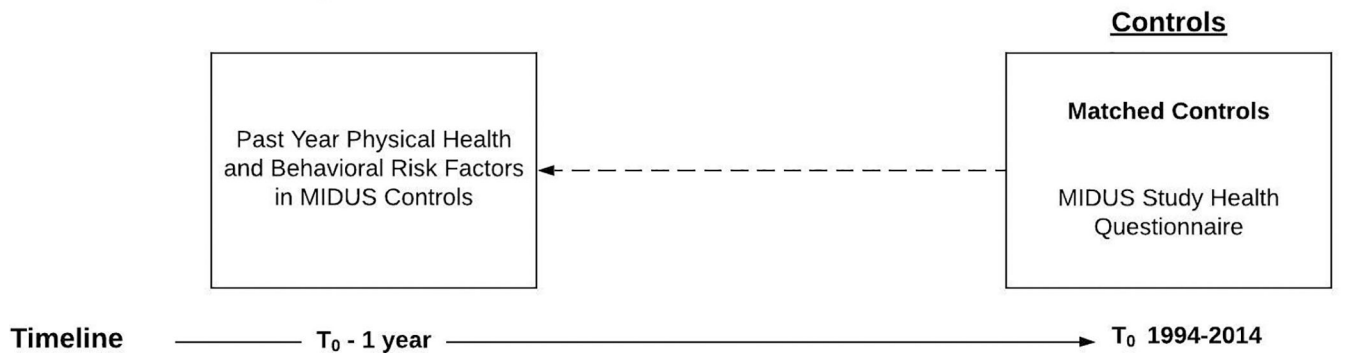 Controls
Past Year Physical Health
and Behavioral Risk Factors
in MIDUS Controls
Matched Controls
MIDUS Study Health
Questionnaire
Timeline T₀ - 1 year T₀ 1994-2014